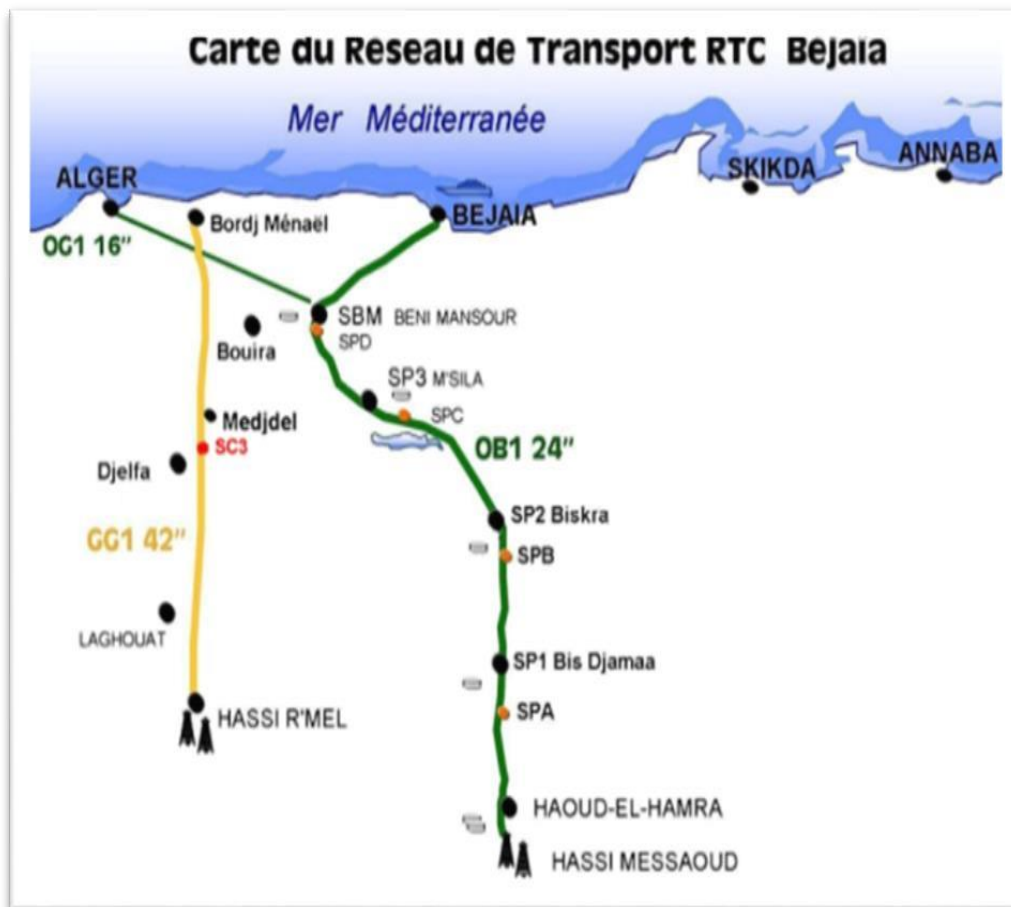 Carte du Reseau de Transport RTC Bejaïa
Mer Méditerranée
ALGER
SKIKDA
ANNABA
Bordj Ménaël
BEJAIA
OG1 16"
SBM BENI MANSOUR
SPD
Bouira
SP3 M'SILA
SPC
Medjdel
SC3
OB1 24"
Djelfa
SP2 Biskra
GG1 42"
SPB
LAGHOUAT
SP1 Bis Djamaa
SPA
HASSI R'MEL
HAOUD-EL-HAMRA
HASSI MESSAOUD